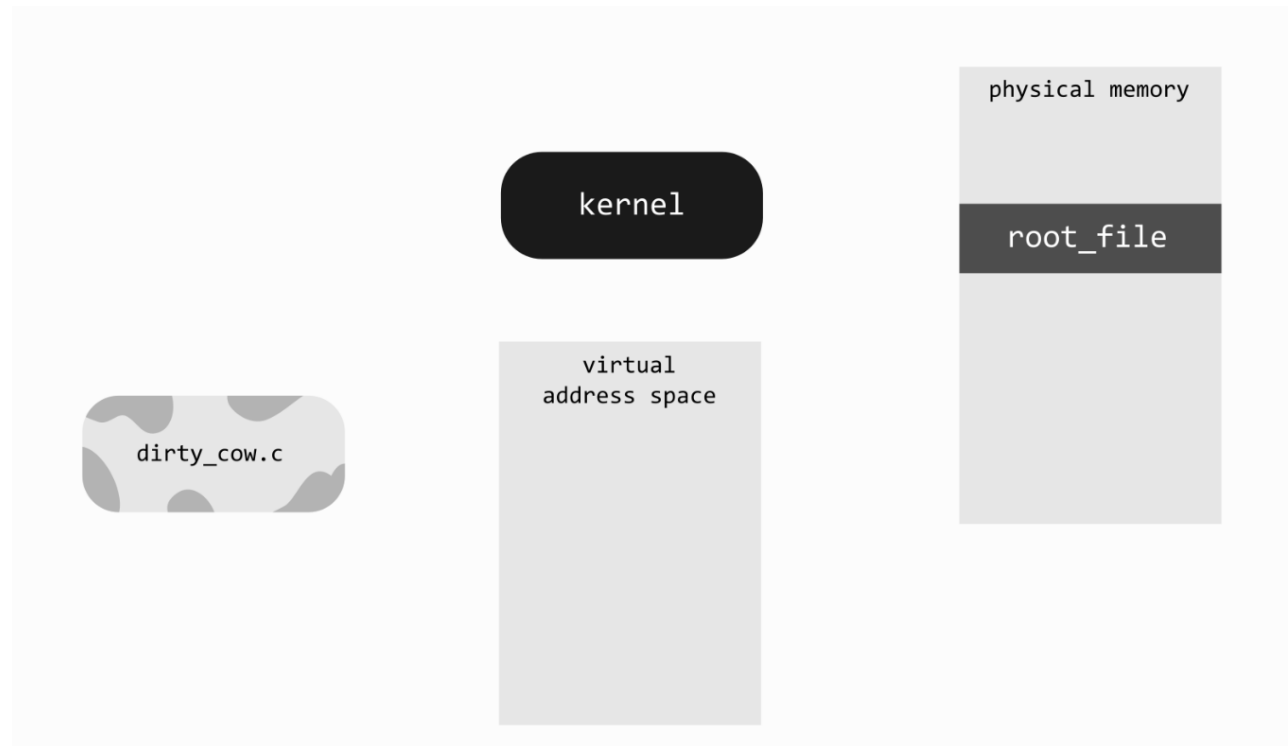 physical memory
kernel
root_file
virtual
address space
dirty_cow.c